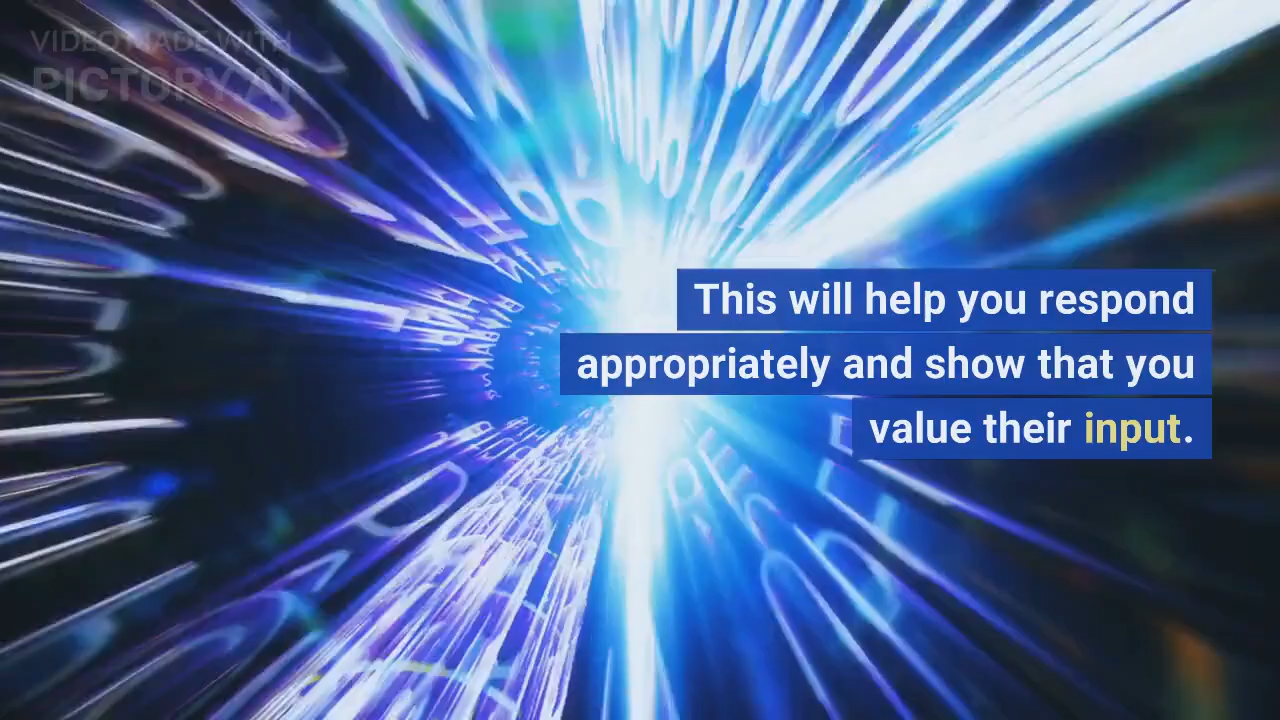 VIDEO MADE WITH
PICTORY.AI
This will help you respond
appropriately and show that you
value their input.